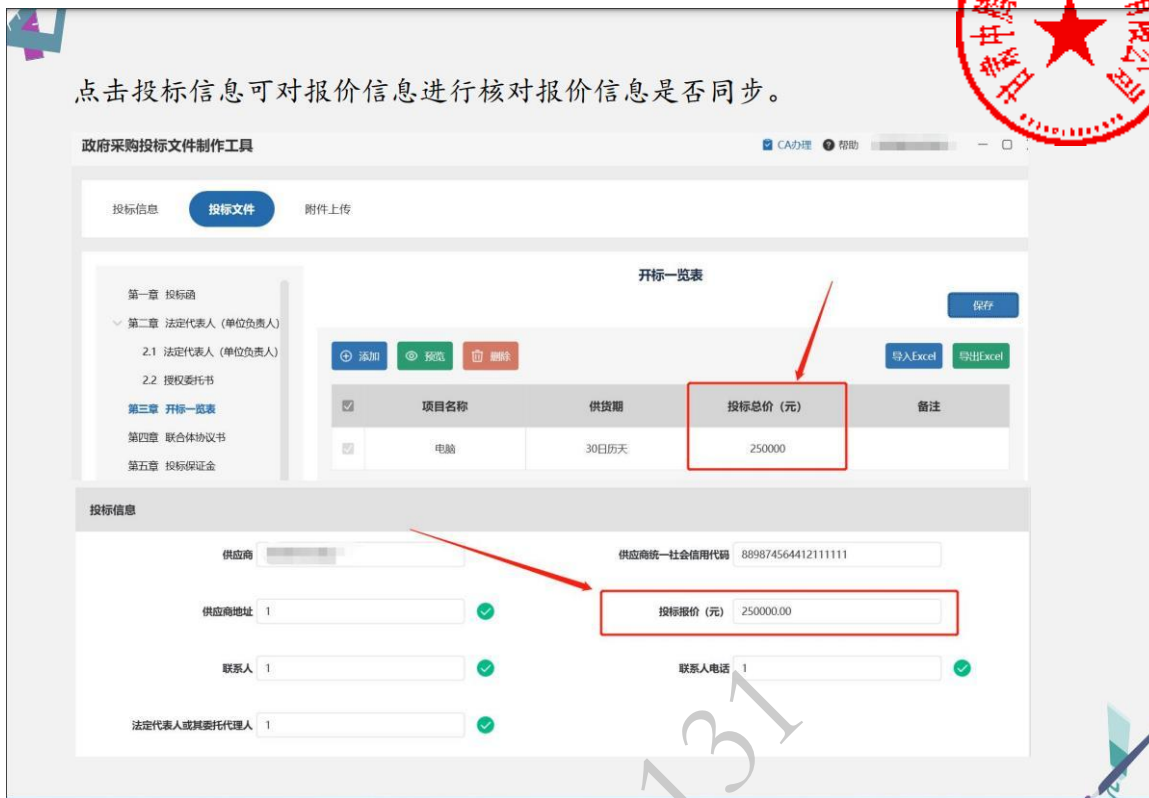 点击投标信息可对报价信息进行核对报价信息是否同步。
政府采购投标文件制作工具 CA办理 帮助
投标信息 投标文件 附件上传
开标一览表
保存
第一章 投标函
第二章 法定代表人（单位负责人）
2.1 法定代表人（单位负责人）
2.2 授权委托书
第三章 开标一览表
第四章 联合体协议书
第五章 投标保证金
添加 预览 删除 导入Excel 导出Excel
项目名称 供货期 投标总价（元） 备注
电脑 30日历天 250000
投标信息
供应商 供应商统一社会信用代码 889874564412111111
供应商地址 1 投标报价（元） 250000.00
联系人 1 联系人电话 1
法定代表人或其委托代理人 1
131